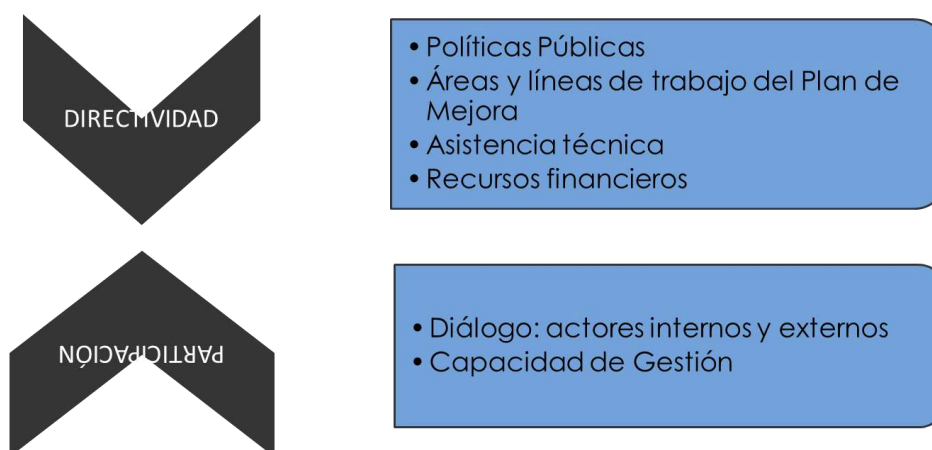 DIRECTIVIDAD
• Políticas Públicas
• Áreas y líneas de trabajo del Plan de
Mejora
• Asistencia técnica
• Recursos financieros
PARTICIPACIÓN
• Diálogo: actores internos y externos
• Capacidad de Gestión